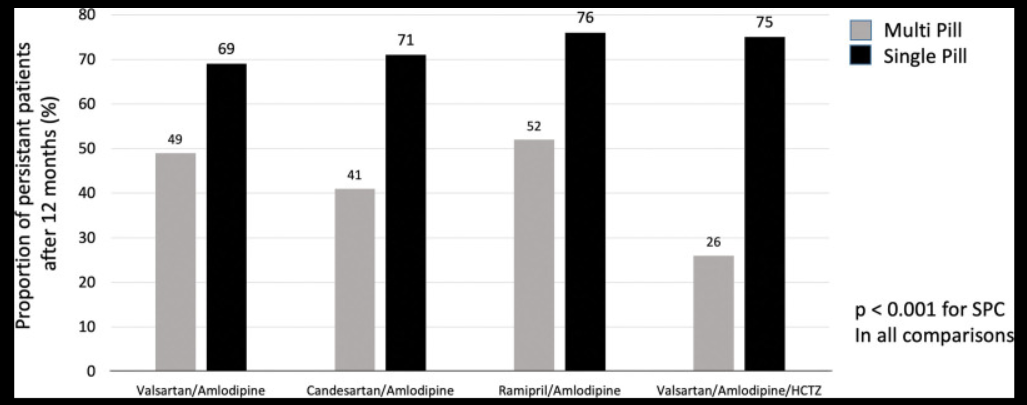 Proportion of persistant patients
after 12 months (%)
80
70
60
50
40
30
20
10
0
49
69
41
71
52
76
26
75
Valsartan/Amlodipine
Candesartan/Amlodipine
Ramipril/Amlodipine
Valsartan/Amlodipine/HCTZ
Multi Pill
Single Pill
p < 0.001 for SPC
In all comparisons